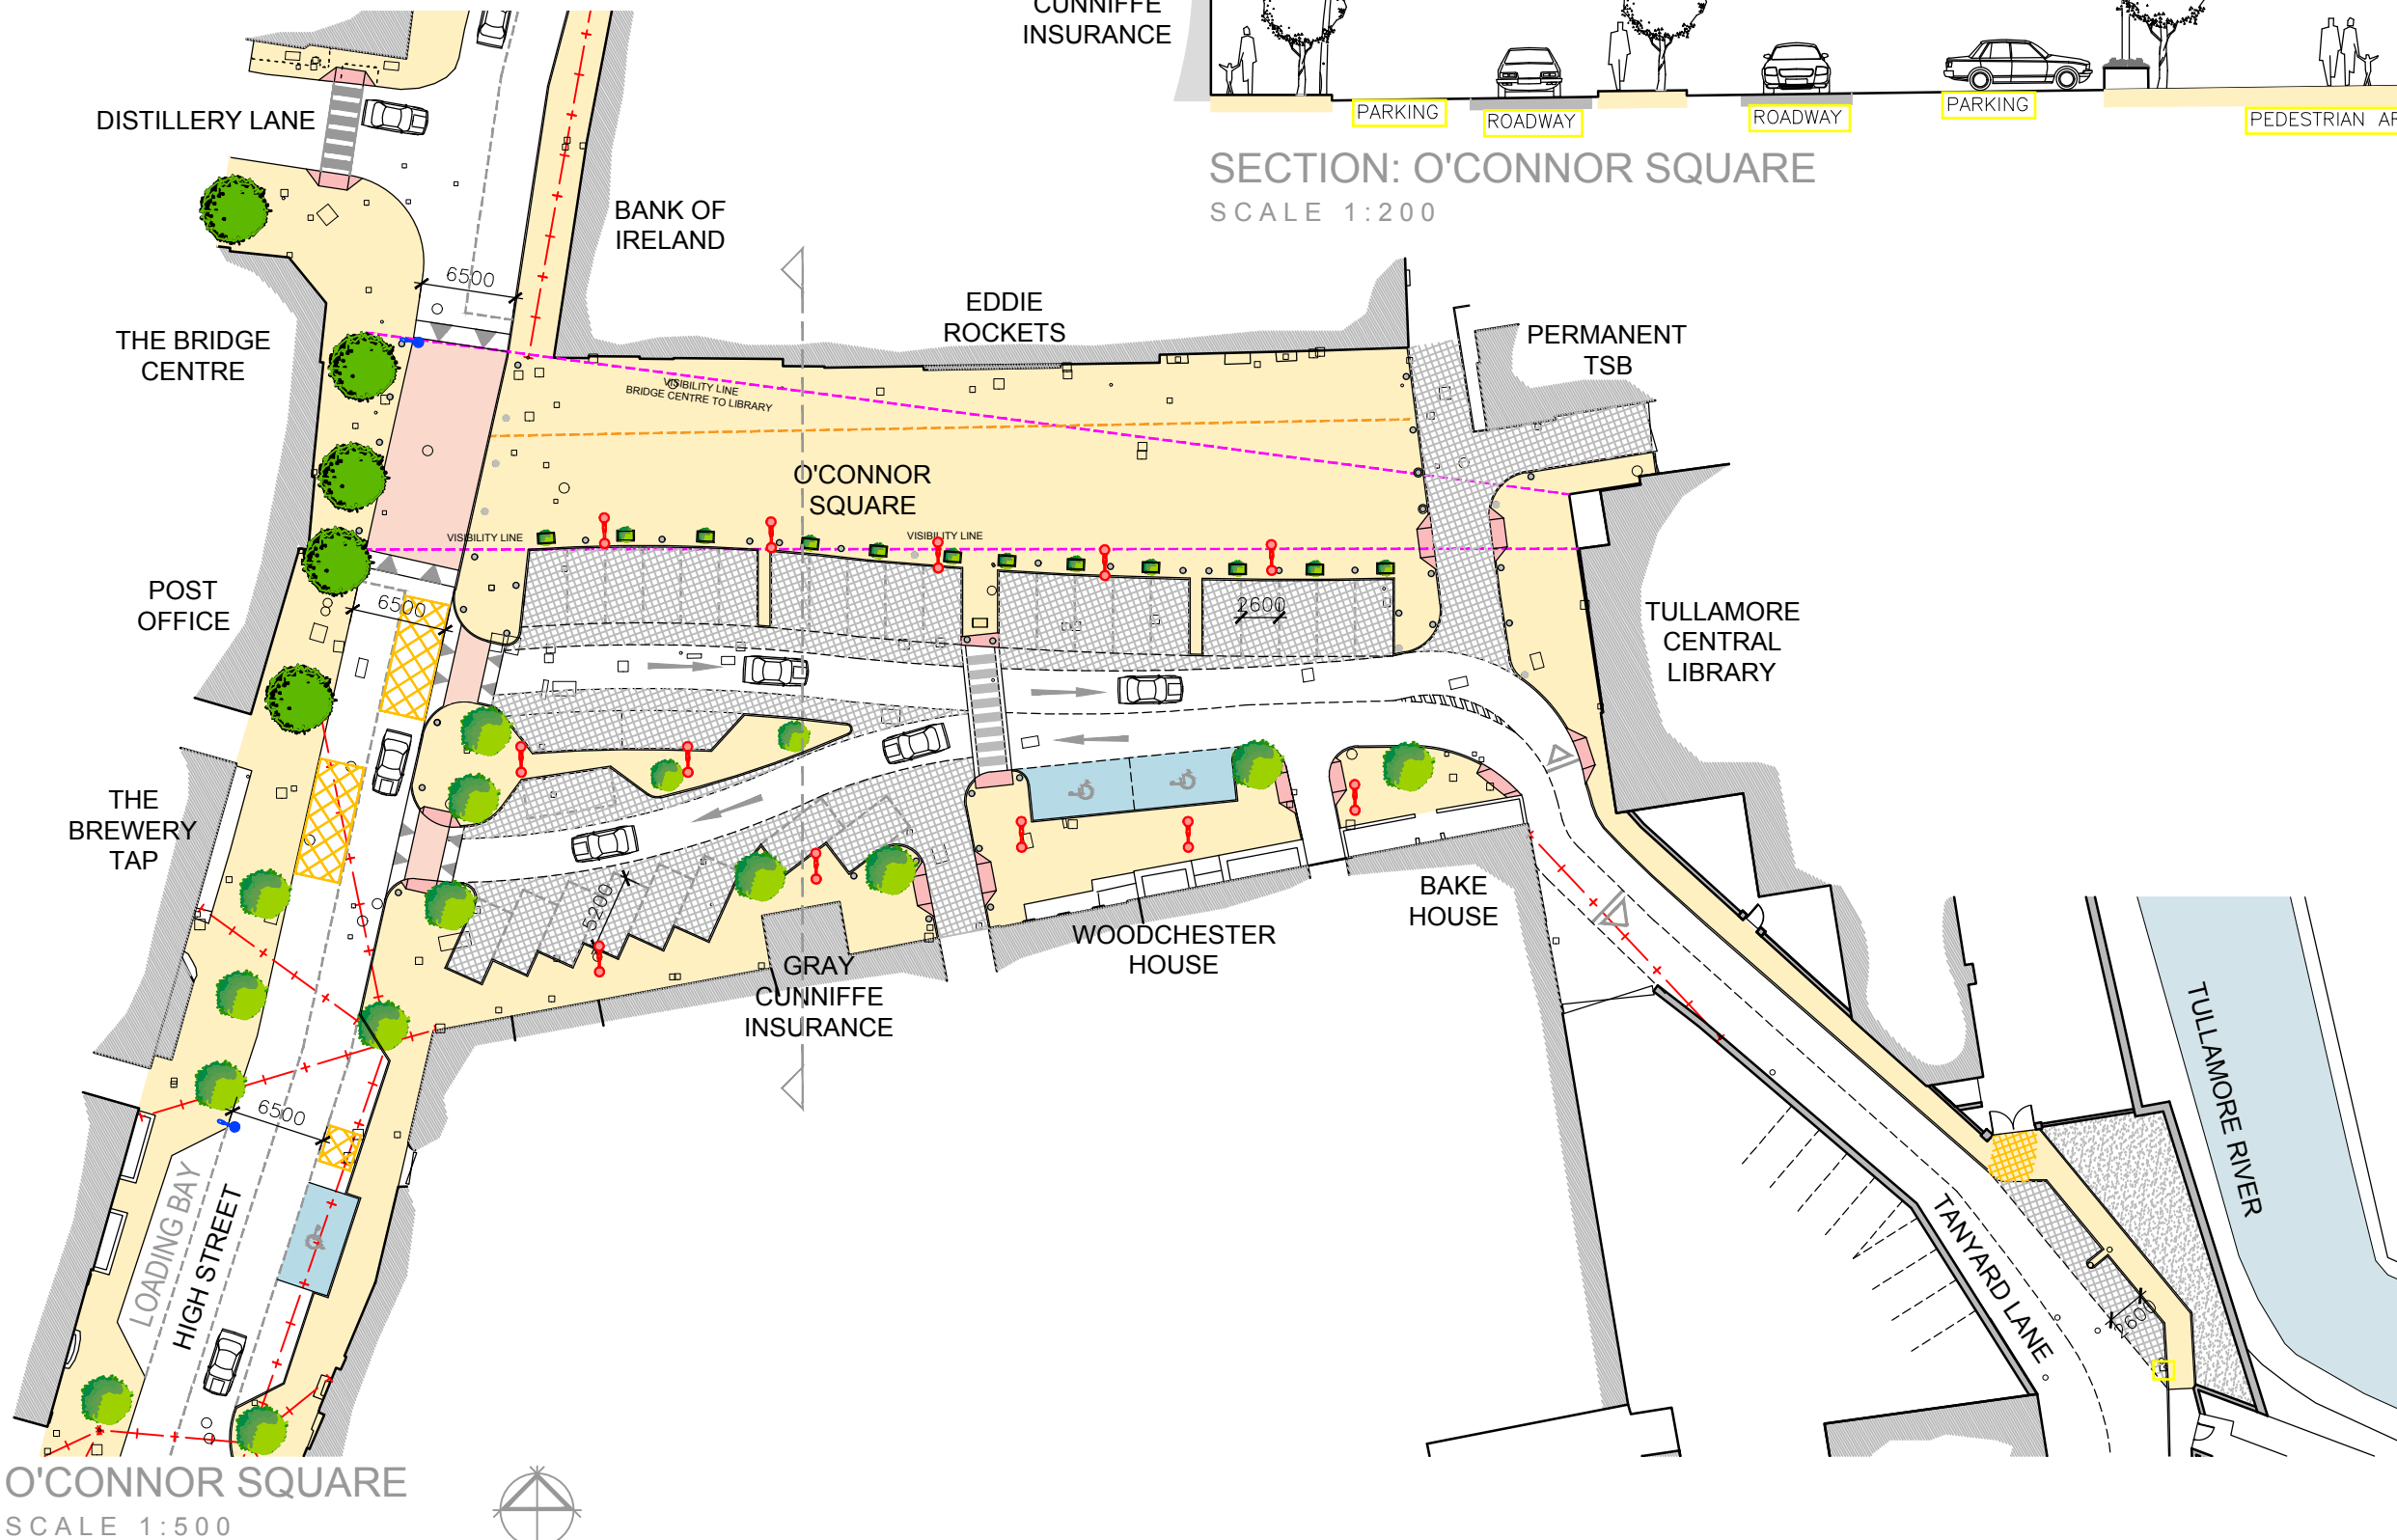 CUNNIFFE
INSURANCE
PARKING
ROADWAY
ROADWAY
PARKING
SECTION: O'CONNOR SQUARE
SCALE 1:200
DISTILLERY LANE
BANK OF
IRELAND
6500
EDDIE
ROCKETS
THE BRIDGE
CENTRE
PERMANENT
TSB
VISIBILITY LINE
BRIDGE CENTRE TO LIBRARY
O'CONNOR
SQUARE
VISIBILITY LINE
VISIBILITY LINE
POST
OFFICE
6500
2600
TULLAMORE
CENTRAL
LIBRARY
THE
BREWERY
TAP
5200
BAKE
HOUSE
WOODCHESTER
HOUSE
GRAY
CUNNIFFE
INSURANCE
TULLAMORE RIVER
6500
LOADING BAY
HIGH STREET
TANYARD LANE
2600
O'CONNOR SQUARE
SCALE 1:500
PEDESTRIAN